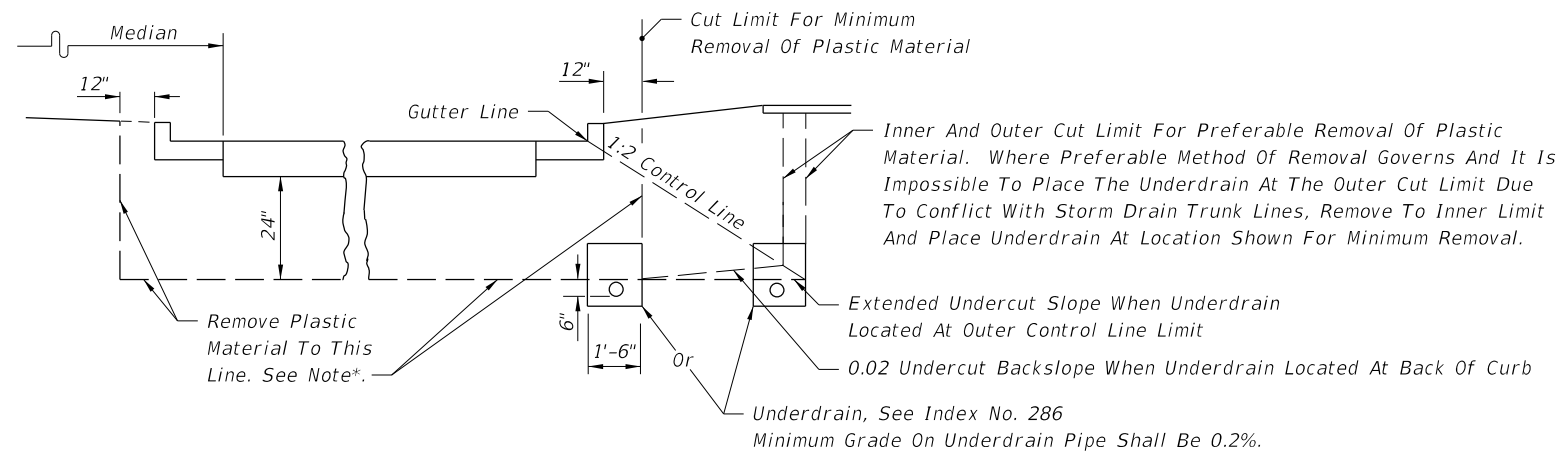 Cut Limit For Minimum
Removal Of Plastic Material
Median
12"
12"
Gutter Line
1:2 Control Line
Inner And Outer Cut Limit For Preferable Removal Of Plastic
Material.  Where Preferable Method Of Removal Governs And It Is
Impossible To Place The Underdrain At The Outer Cut Limit Due
To Conflict With Storm Drain Trunk Lines, Remove To Inner Limit
And Place Underdrain At Location Shown For Minimum Removal.
24"
6"
1'-6"
Or
Remove Plastic
Material To This
Line. See Note*.
Extended Undercut Slope When Underdrain
Located At Outer Control Line Limit
0.02 Undercut Backslope When Underdrain Located At Back Of Curb
Underdrain, See Index No. 286
Minimum Grade On Underdrain Pipe Shall Be 0.2%.